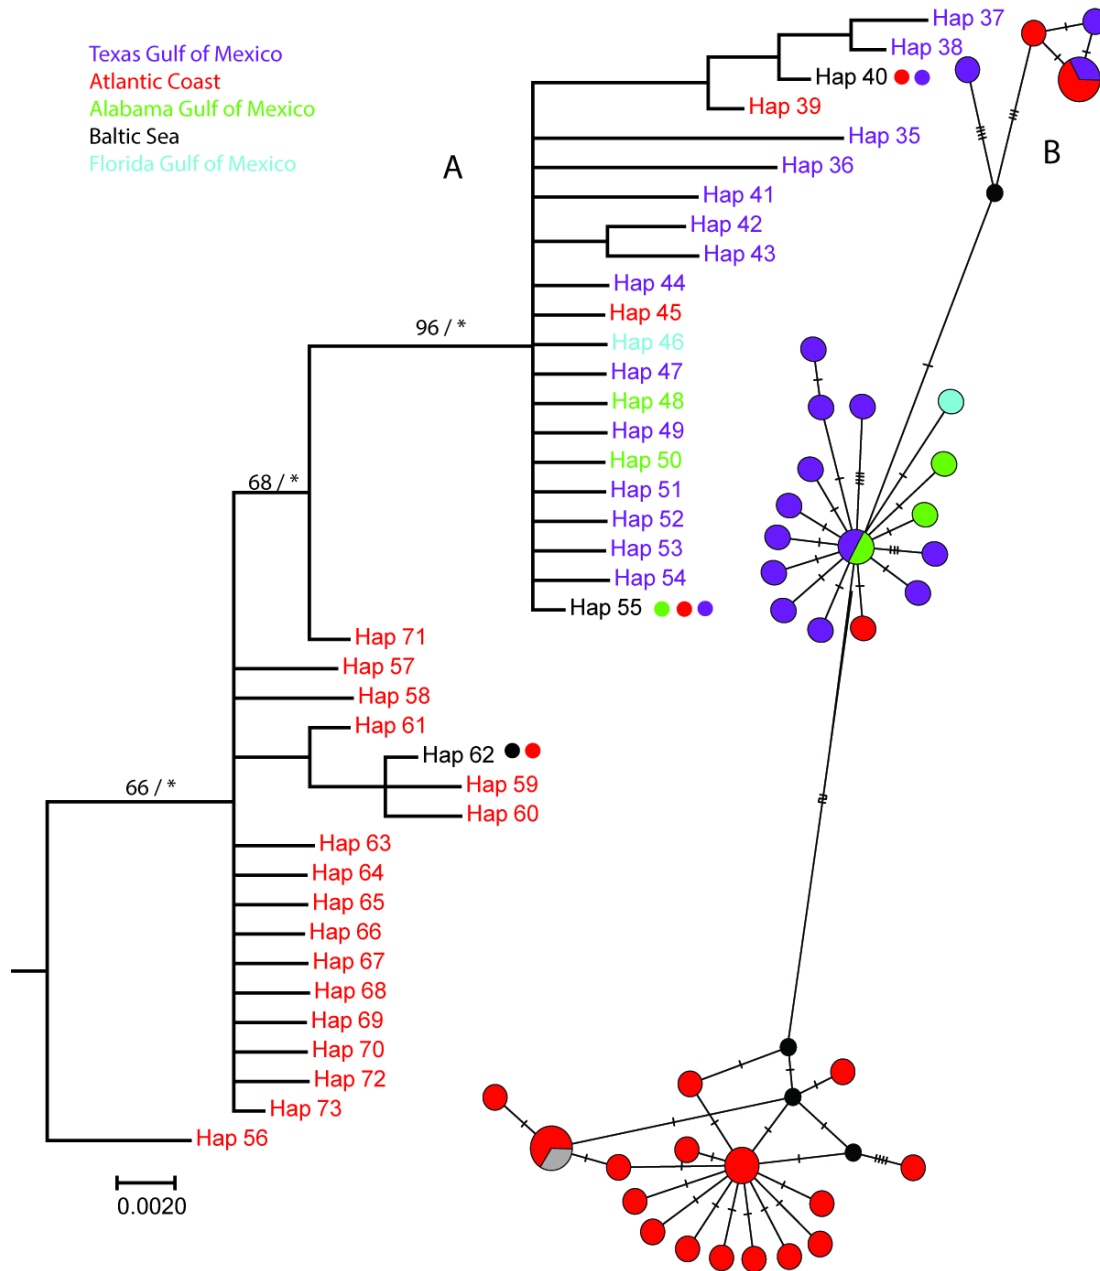 Texas Gulf of Mexico
Atlantic Coast
Alabama Gulf of Mexico
Baltic Sea
Florida Gulf of Mexico
A
B
Hap 37
Hap 38
Hap 40
Hap 39
Hap 35
Hap 36
Hap 41
Hap 42
Hap 43
Hap 44
Hap 45
Hap 46
Hap 47
Hap 48
Hap 49
Hap 50
Hap 51
Hap 52
Hap 53
Hap 54
Hap 55
96 / *
68 / *
Hap 71
Hap 57
Hap 58
Hap 61
Hap 62
Hap 59
Hap 60
66 / *
Hap 63
Hap 64
Hap 65
Hap 66
Hap 67
Hap 68
Hap 69
Hap 70
Hap 72
Hap 73
Hap 56
0.0020